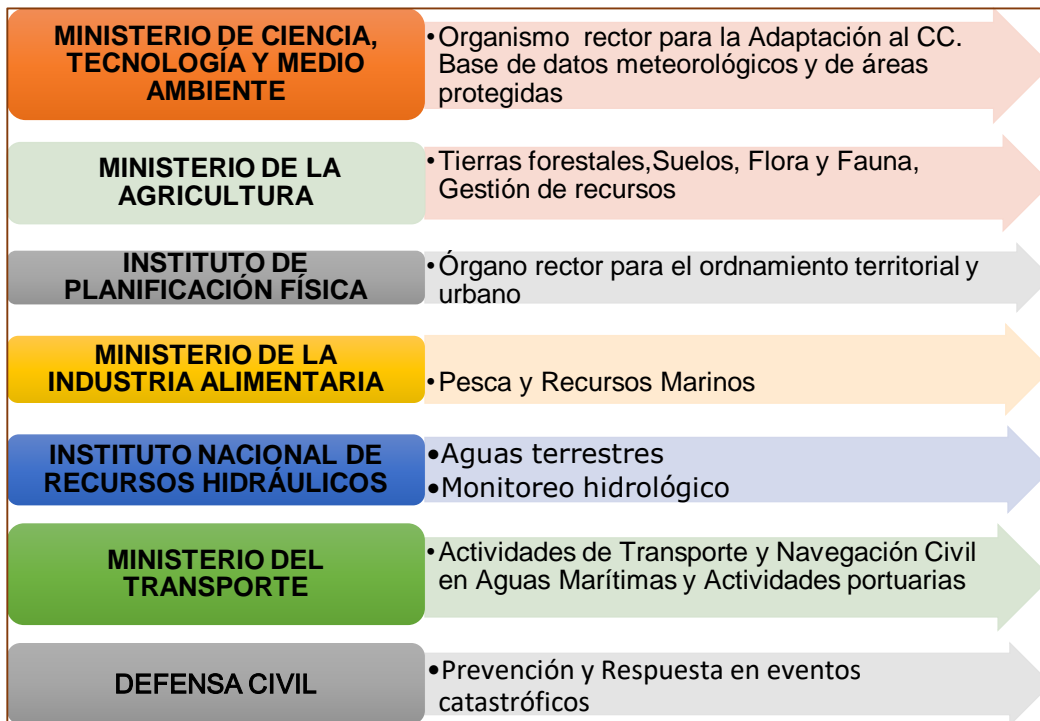 MINISTERIO DE CIENCIA,
TECNOLOGÍA Y MEDIO
AMBIENTE
•Organismo rector para la Adaptación al CC.
Base de datos meteorológicos y de áreas
protegidas
MINISTERIO DE LA
AGRICULTURA
•Tierras forestales,Suelos, Flora y Fauna,
Gestión de recursos
INSTITUTO DE
PLANIFICACIÓN FÍSICA
•Órgano rector para el ordnamiento territorial y
urbano
MINISTERIO DE LA
INDUSTRIA ALIMENTARIA
•Pesca y Recursos Marinos
INSTITUTO NACIONAL DE
RECURSOS HIDRÁULICOS
•Aguas terrestres
•Monitoreo hidrológico
MINISTERIO DEL
TRANSPORTE
•Actividades de Transporte y Navegación Civil
en Aguas Marítimas y Actividades portuarias
DEFENSA CIVIL
•Prevención y Respuesta en eventos
catastróficos